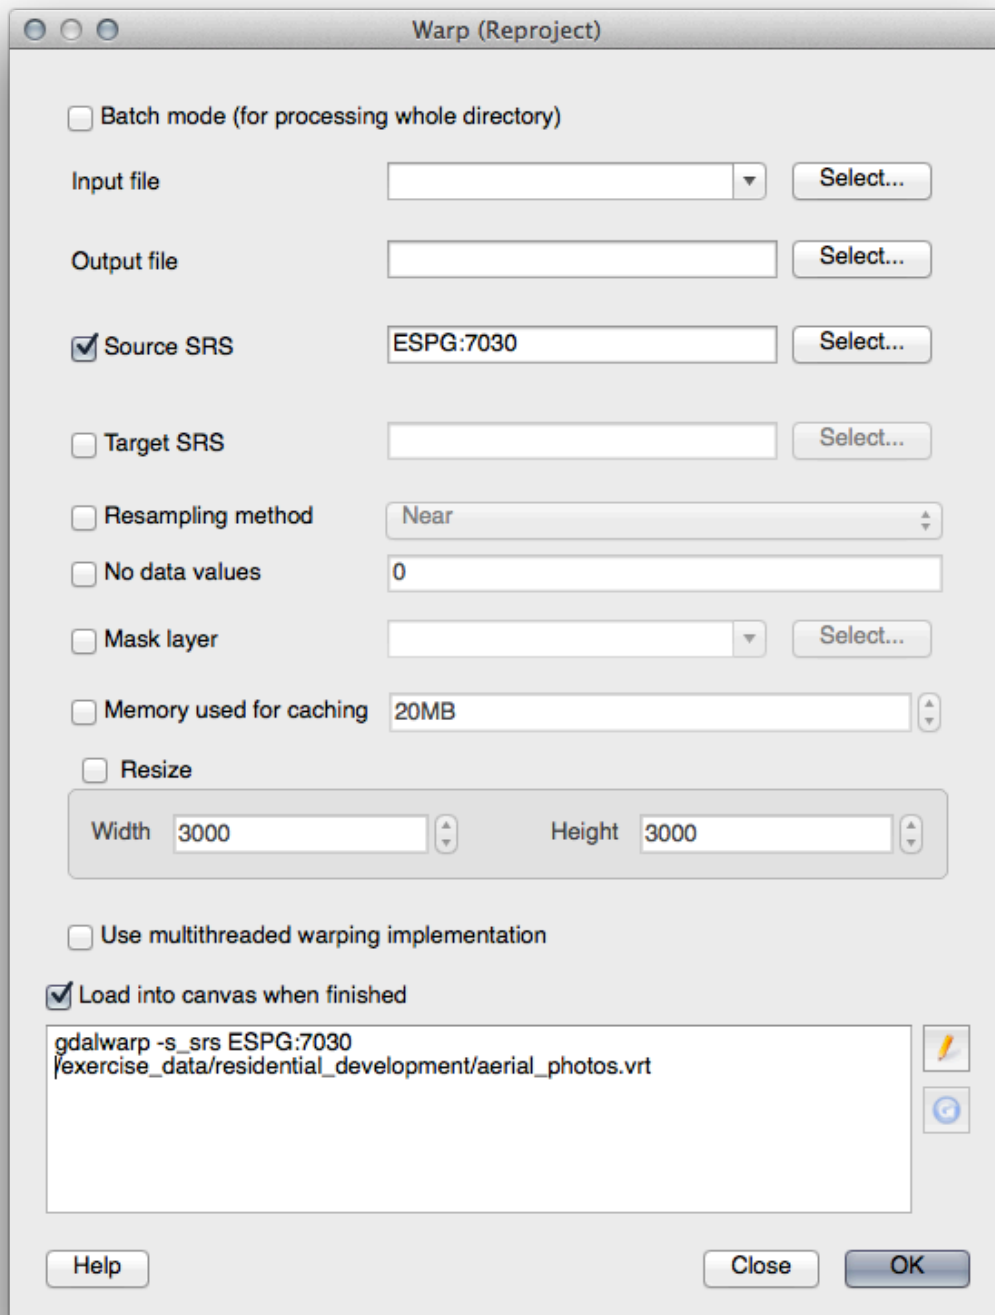 Warp (Reproject)
Batch mode (for processing whole directory)
Input file
Select...
Output file
Select...
Source SRS
ESPG:7030
Select...
Target SRS
Select...
Resampling method
Near
No data values
0
Mask layer
Select...
Memory used for caching
20MB
Resize
Width
3000
Height
3000
Use multithreaded warping implementation
Load into canvas when finished
gdalwarp -s_srs ESPG:7030
/exercise_data/residential_development/aerial_photos.vrt
Help
Close
OK